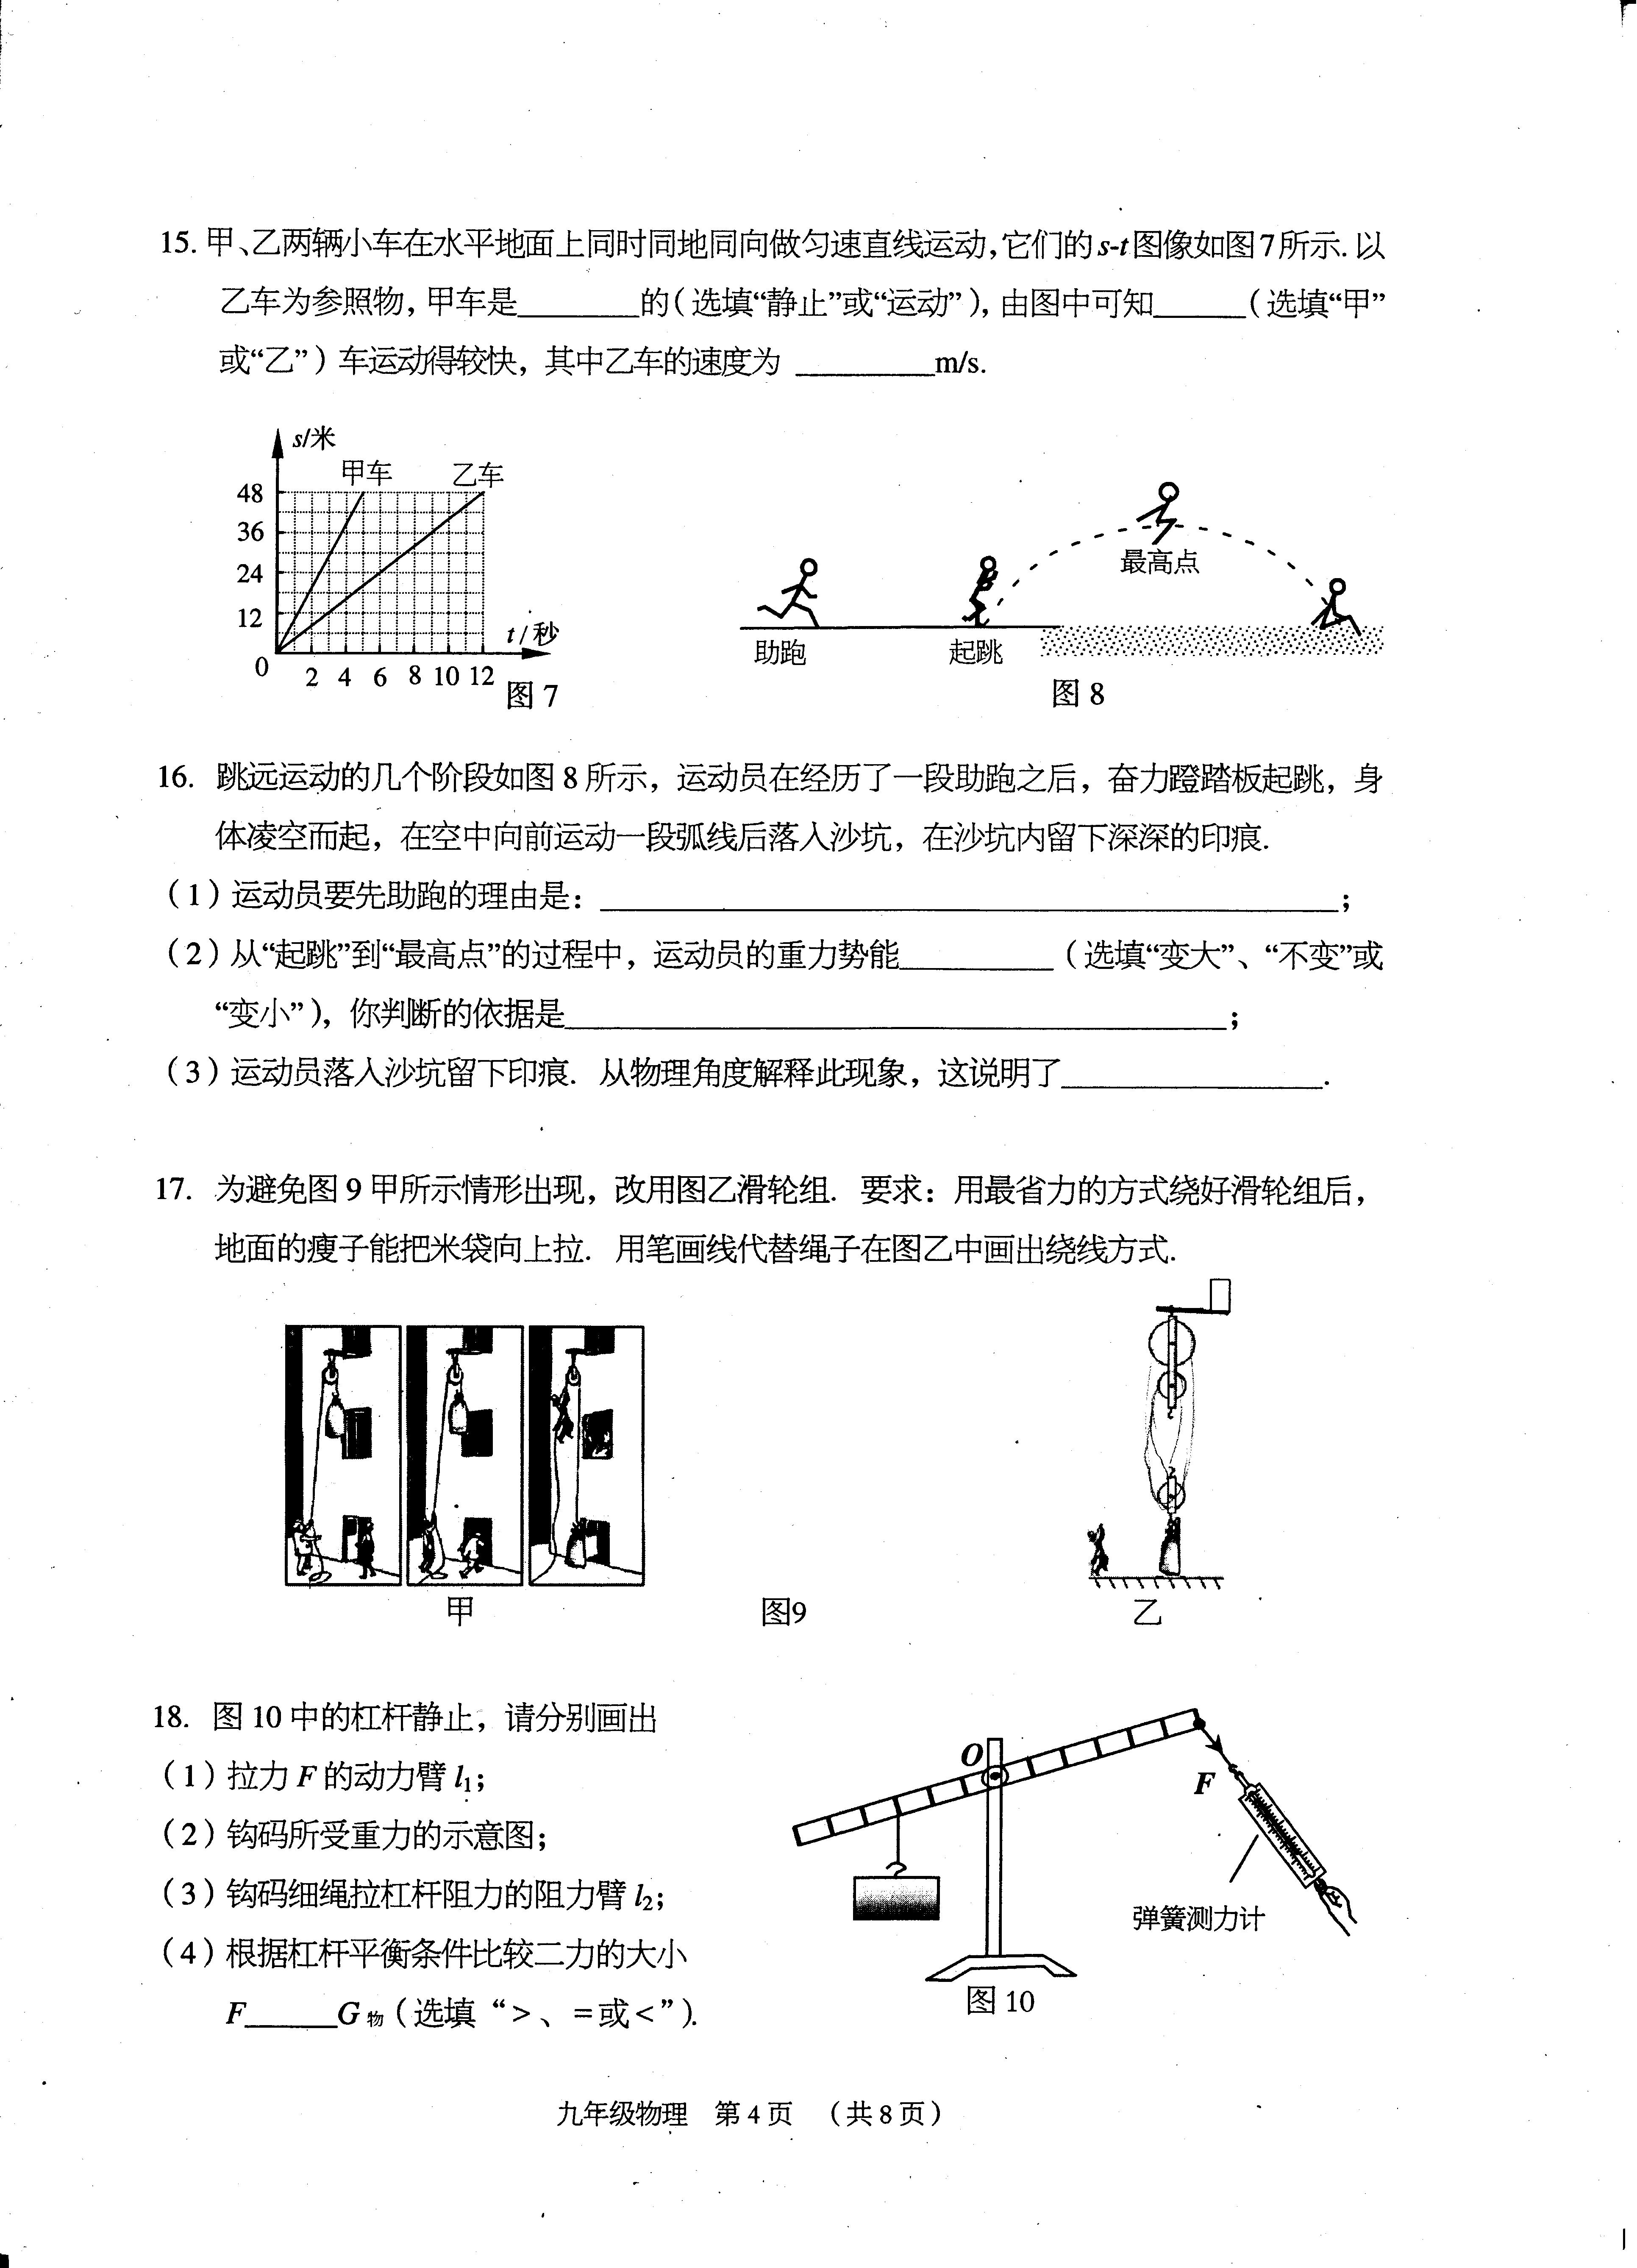 15. 甲、乙两辆小车在水平地面上同时同地同向做匀速直线运动，它们的s-t图像如图7所示. 以
乙车为参照物，甲车是________的（选填“静止”或“运动”），由图中可知______（选填“甲”
或“乙”）车运动得较快，其中乙车的速度为 _________m/s.
s/米
甲车 乙车
48
36
24
12
0
2 4 6 8 10 12
t/秒
图 7
助跑
起跳
最高点
图 8
16. 跳远运动的几个阶段如图 8 所示，运动员在经历了一段助跑之后，奋力蹬踏板起跳，身
体凌空而起，在空中向前运动一段弧线后落入沙坑，在沙坑内留下深深的印痕.
（1）运动员要先助跑的理由是：________________________________________________；
（2）从“起跳”到“最高点”的过程中，运动员的重力势能__________（选填“变大”、“不变”或
“变小”），你判断的依据是___________________________________________；
（3）运动员落入沙坑留下印痕. 从物理角度解释此现象，这说明了_________________.
17. 为避免图 9 甲所示情形出现，改用图乙滑轮组. 要求：用最省力的方式绕好滑轮组后，
地面的瘦子能把米袋向上拉. 用笔画线代替绳子在图乙中画出绕线方式.
甲
图9
乙
18. 图 10 中的杠杆静止，请分别画出
（1）拉力 F 的动力臂 l₁；
（2）钩码所受重力的示意图；
（3）钩码细绳拉杠杆阻力的阻力臂 l₂；
（4）根据杠杆平衡条件比较二力的大小
F______G物（选填“>、=或<”）.
O
F
弹簧测力计
图 10
九年级物理 第 4 页 （共 8 页）